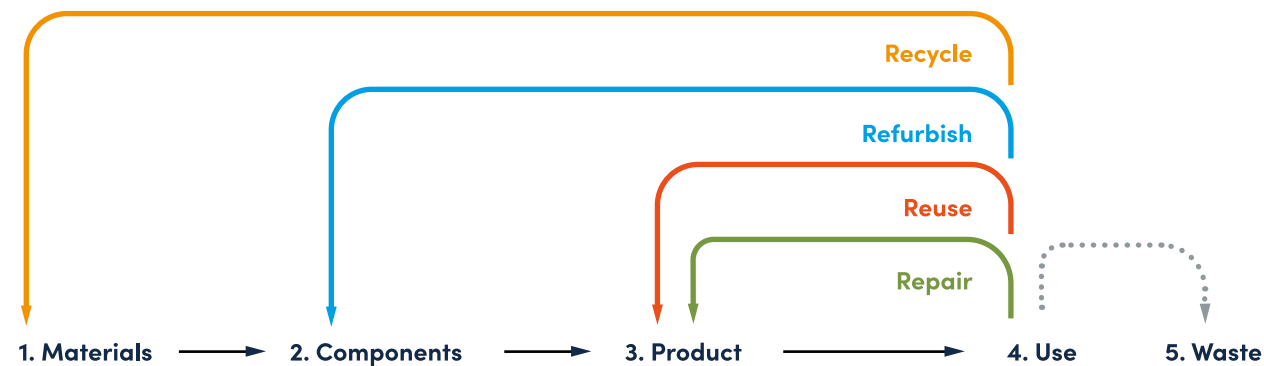 Recycle
Refurbish
Reuse
Repair
1. Materials 2. Components 3. Product 4. Use 5. Waste